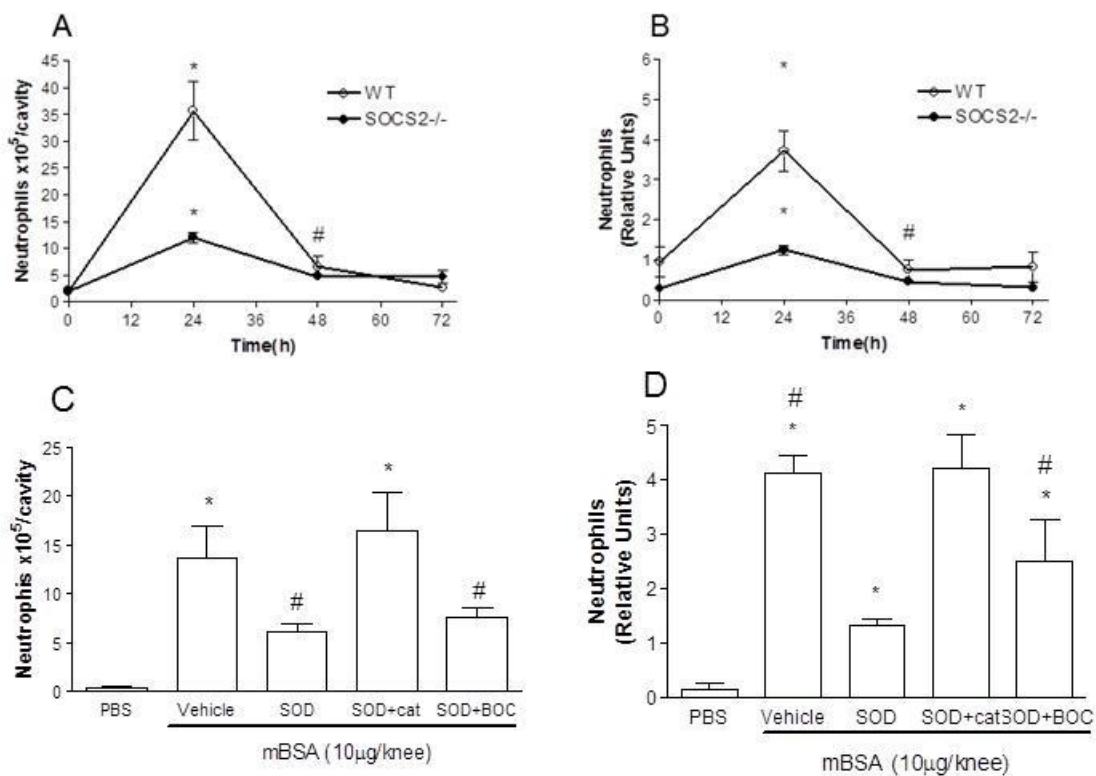 A
Neutrophils x10⁵/cavity
45
40
35
30
25
20
15
10
5
0
*
*
#
WT
SOCS2-/-
0 12 24 36 48 60 72
Time(h)
B
Neutrophils
(Relative Units)
6
5
4
3
2
1
0
*
*
#
WT
SOCS2-/-
0 12 24 36 48 60 72
Time(h)
C
Neutrophis x10⁵/cavity
25
20
15
10
5
0
*
#
*
#
PBS Vehicle SOD SOD+cat SOD+BOC
mBSA (10μg/knee)
D
Neutrophils
(Relative Units)
5
4
3
2
1
0
#
*
*
*
#
*
PBS Vehicle SOD SOD+cat SOD+BOC
mBSA (10μg/knee)